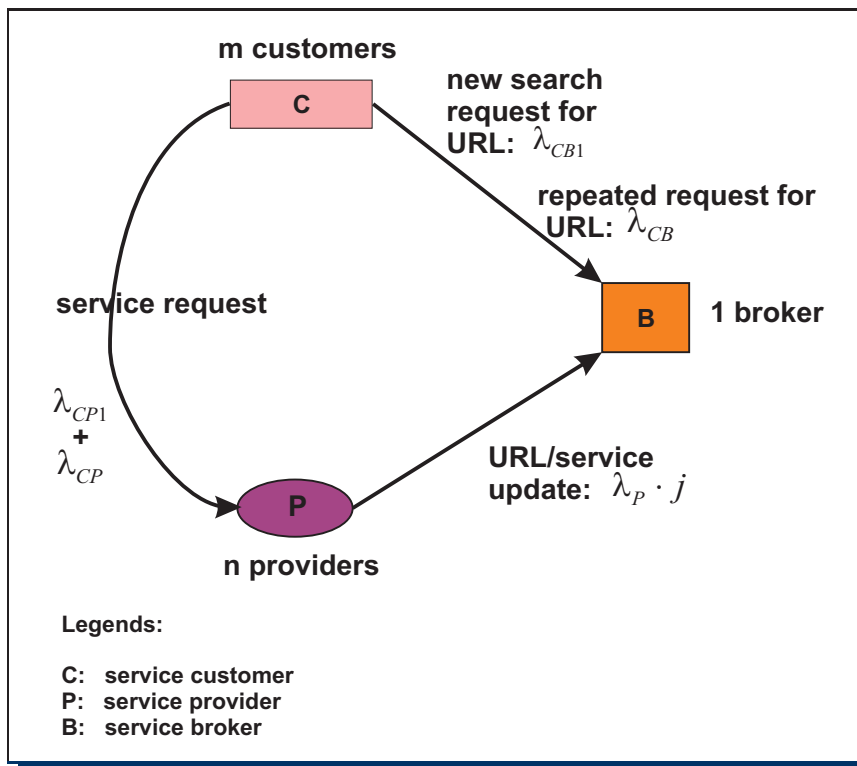 m customers
C
new search
request for
URL: λCB1
repeated request for
URL: λCB
service request
B
1 broker
λCP1
+
λCP
URL/service
update: λP · j
P
n providers
Legends:
C: service customer
P: service provider
B: service broker